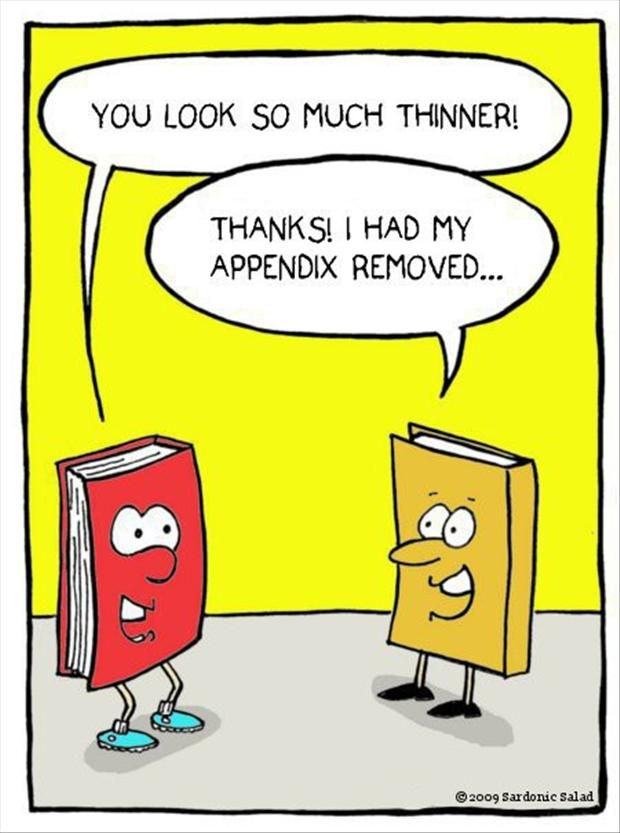 YOU LOOK SO MUCH THINNER!
THANKS! I HAD MY
APPENDIX REMOVED...
© 2009 Sardonic Salad